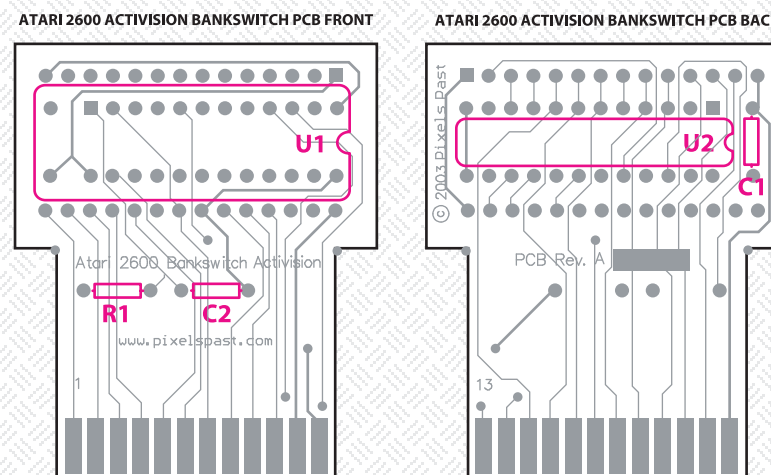 ATARI 2600 ACTIVISION BANKSWITCH PCB FRONT
U1
Atari 2600 Bankswitch Activision
R1
C2
www.pixelspast.com
1
ATARI 2600 ACTIVISION BANKSWITCH PCB BAC
© 2003 Pixels Past
U2
C1
PCB Rev. A
13